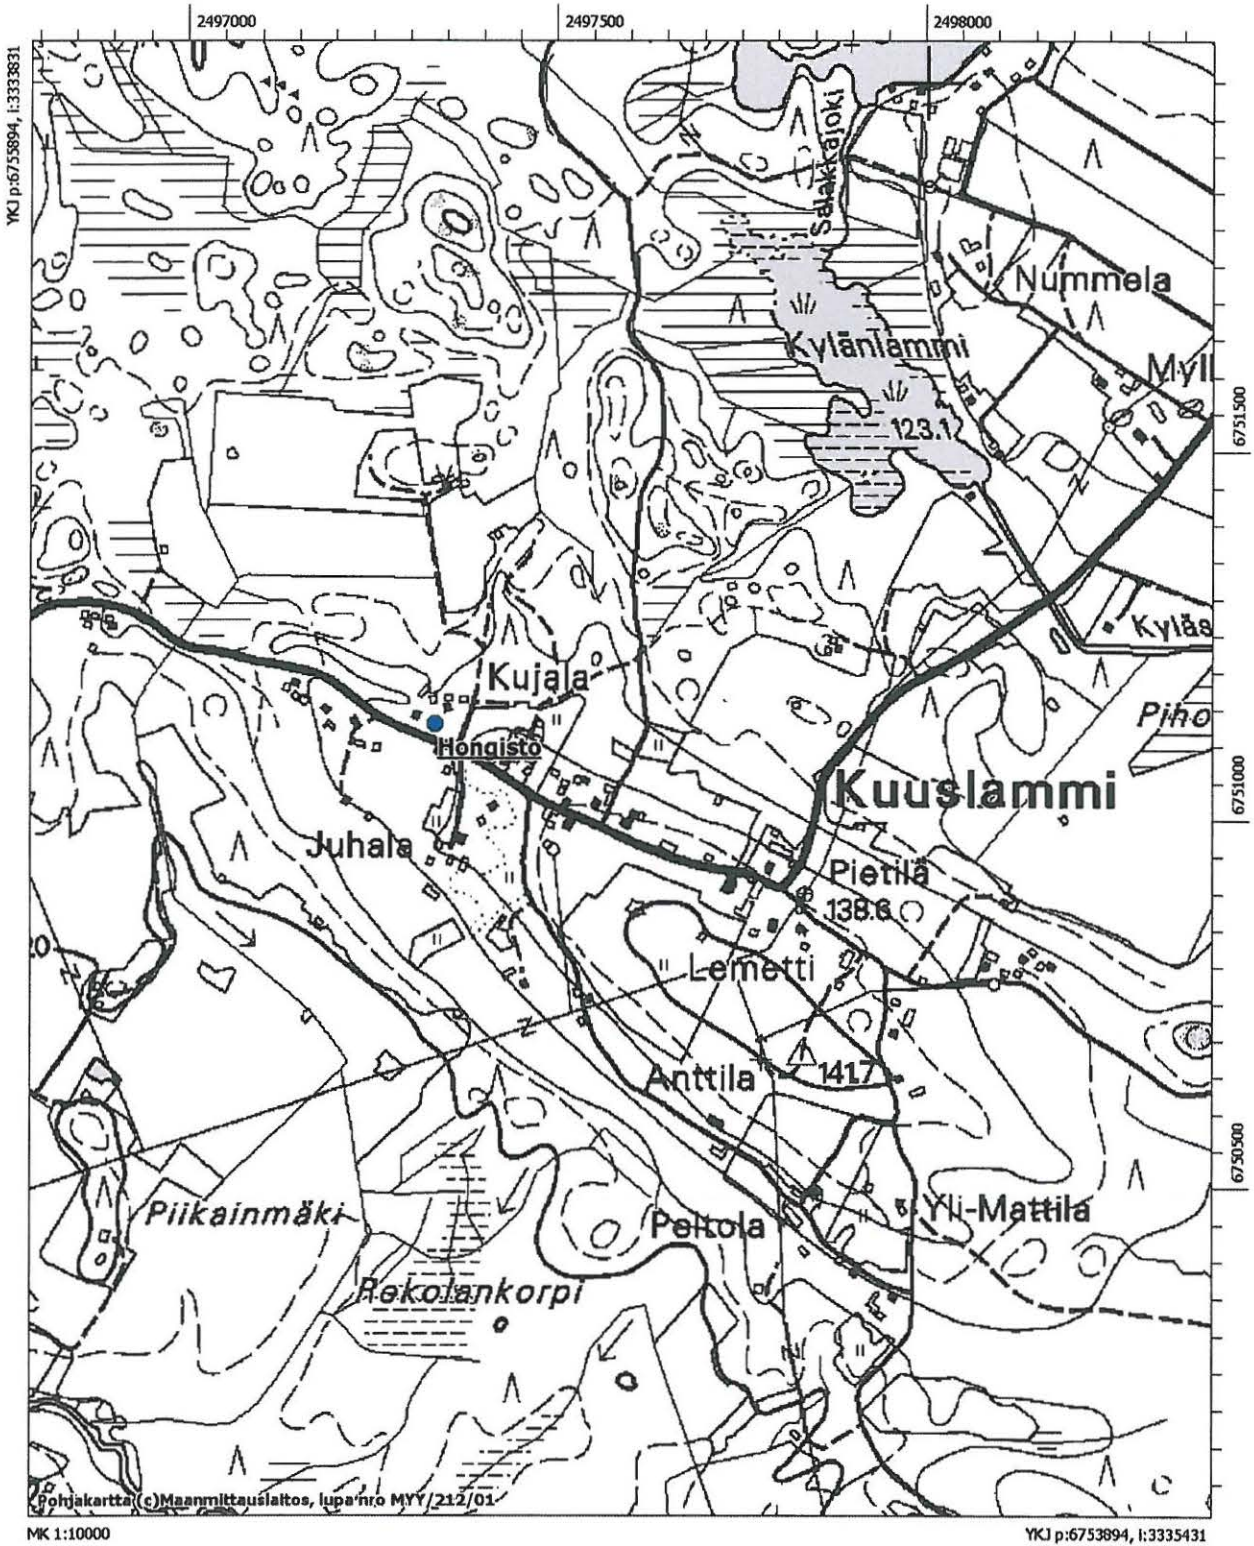 2497000
2497500
2498000
YKJ p:6755894, i:3333831
Salakkajoki
Nummela
Kylänlammi
Myll
123.1
6751500
Kyläs
Kujala
Piho
Hongisto
6751000
Kuuslammi
Juhala
Pietilä
138.6
Lemetti
Anttila
141.7
6750500
Piikainmäki
Yli-Mattila
Peltola
Rekolankorpi
Pohjakartta (c)Maanmittauslaitos, lupa nro MYY/212/01
MK 1:10000
YKJ p:6753894, i:3335431